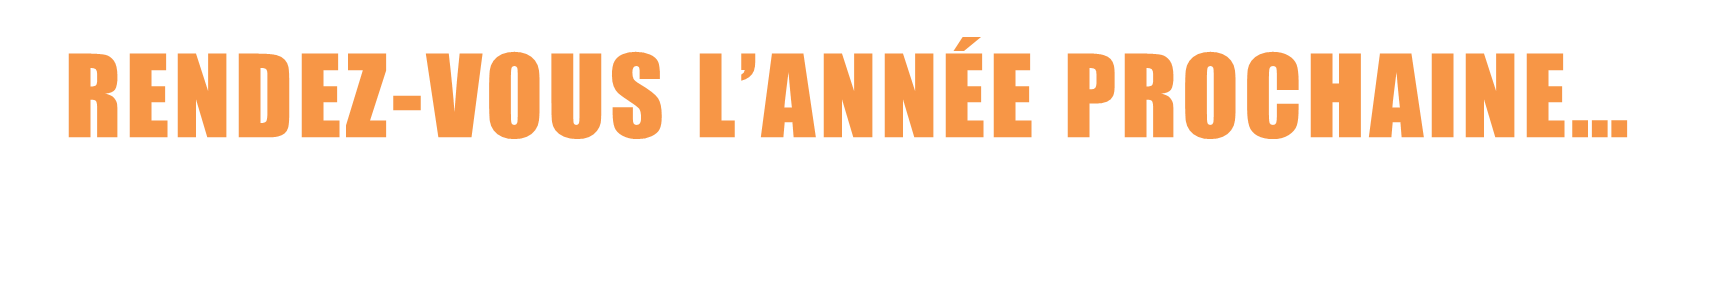 RENDEZ-VOUS L’ANNÉE PROCHAINE…